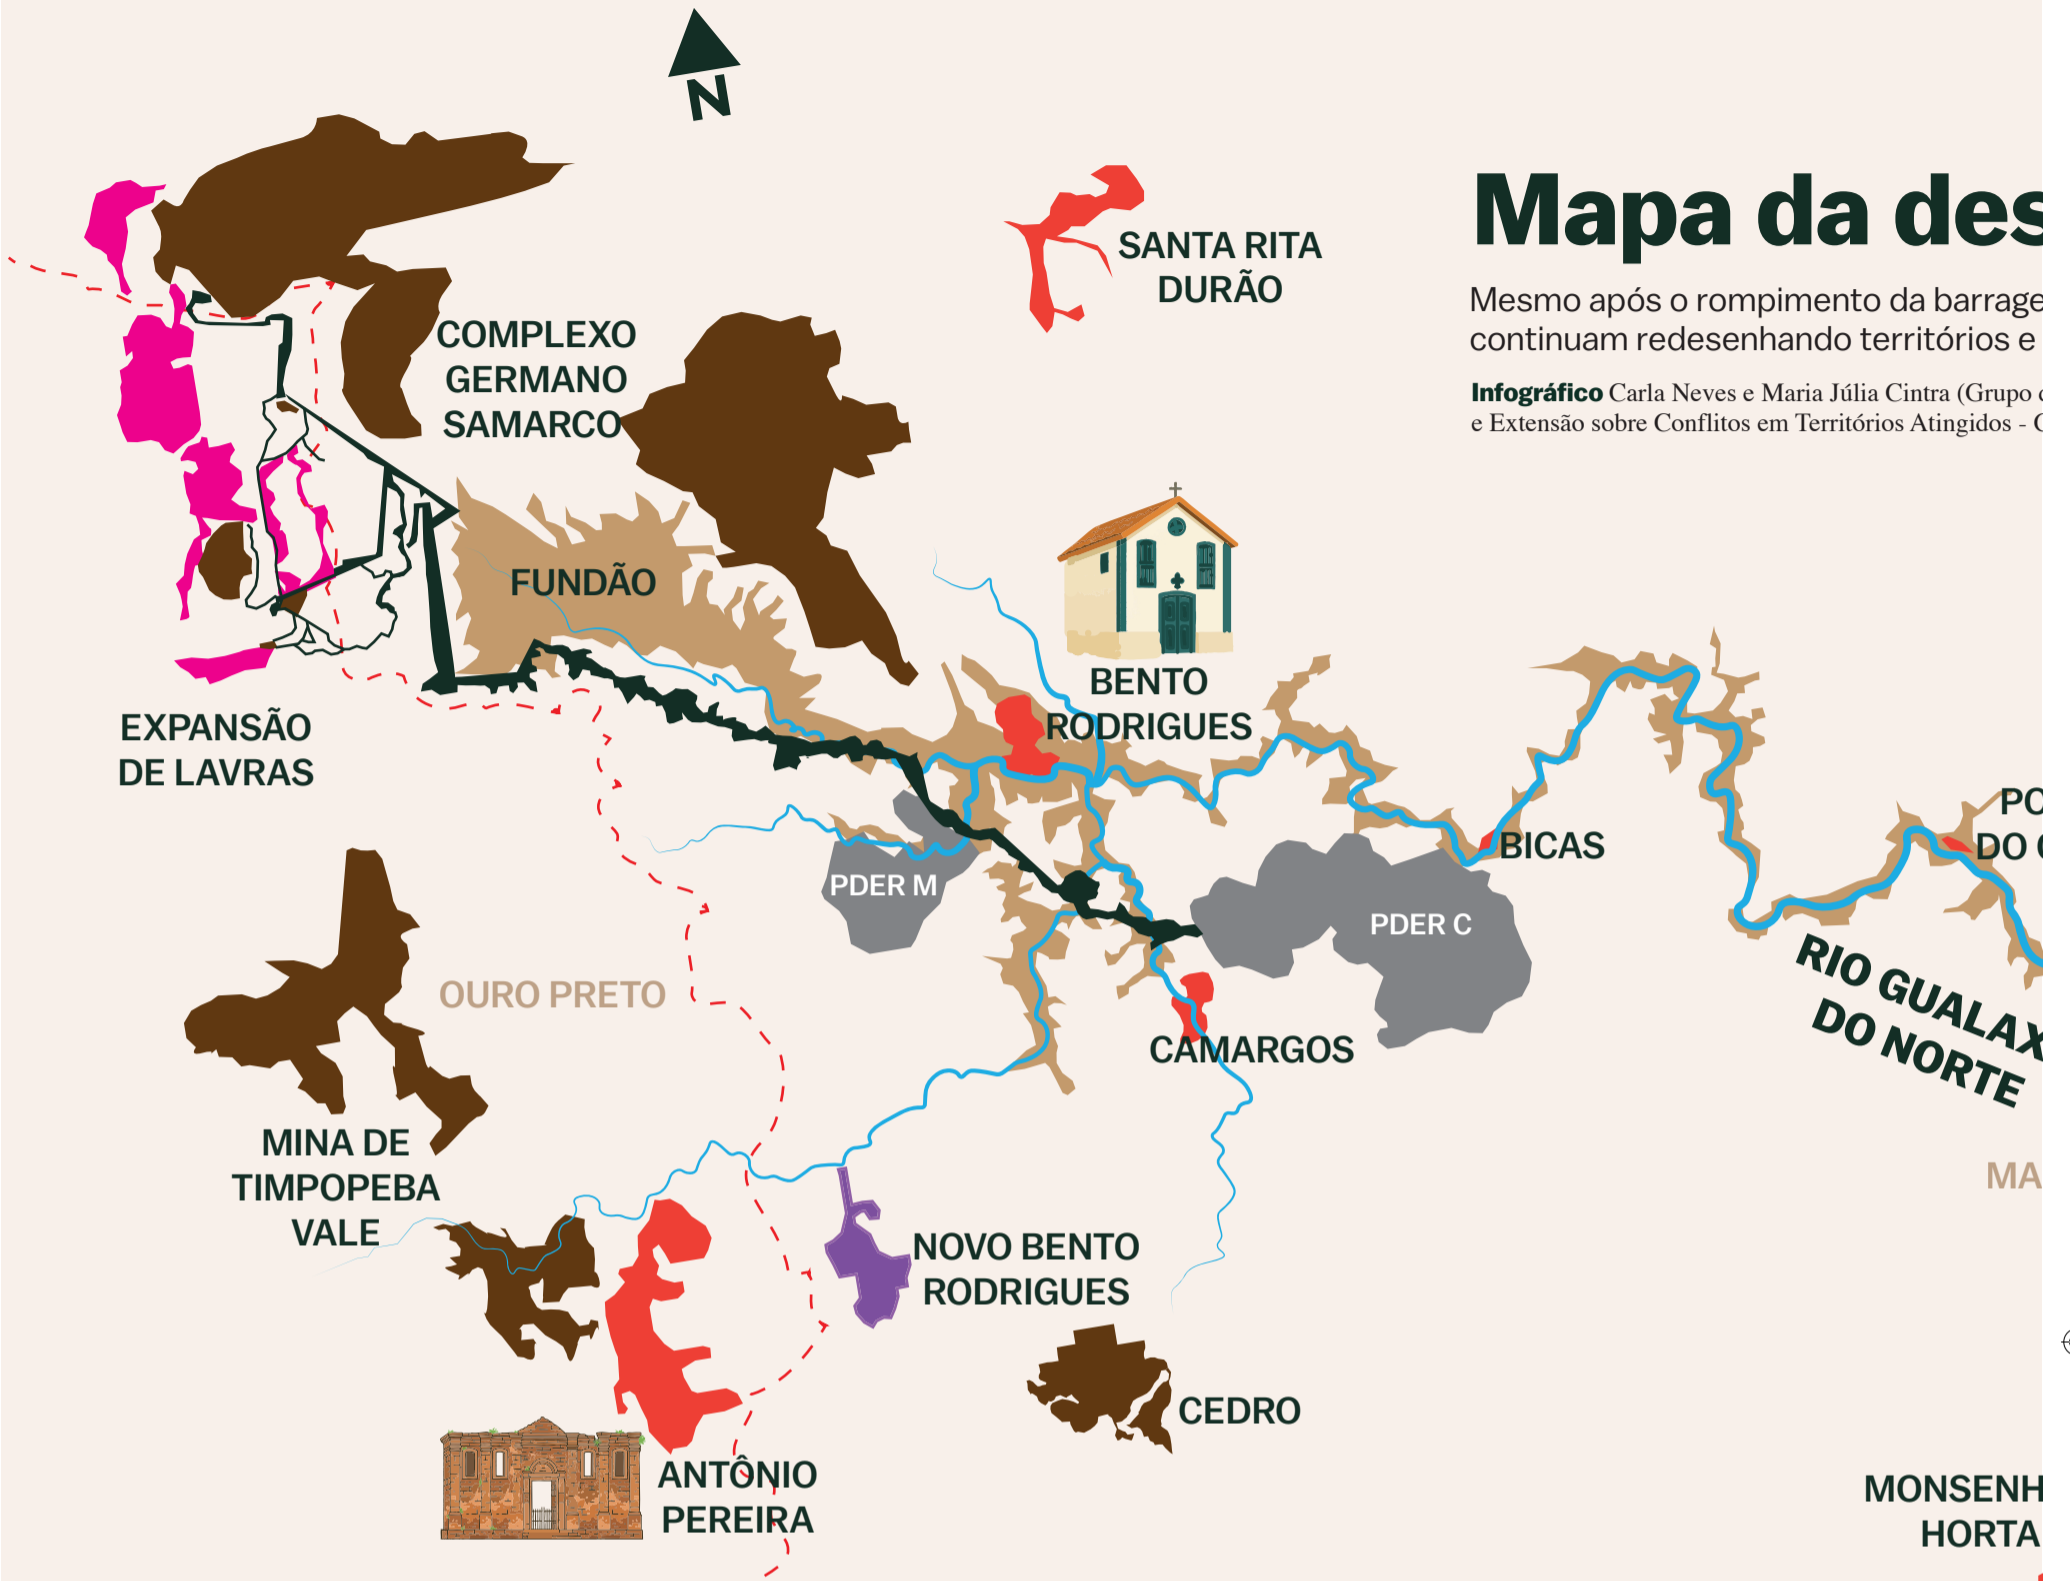 N
Mapa da des
Mesmo após o rompimento da barrage
continuam redesenhando territórios e
Infográfico Carla Neves e Maria Júlia Cintra (Grupo
e Extensão sobre Conflitos em Territórios Atingidos -
SANTA RITA
DURÃO
COMPLEXO
GERMANO
SAMARCO
FUNDÃO
BENTO
RODRIGUES
EXPANSÃO
DE LAVRAS
PO
DO
BICAS
PDER M
PDER C
RIO GUALAX
DO NORTE
OURO PRETO
CAMARGOS
MINA DE
TIMPOPEBA
VALE
MA
NOVO BENTO
RODRIGUES
CEDRO
ANTÔNIO
PEREIRA
MONSENH
HORTA